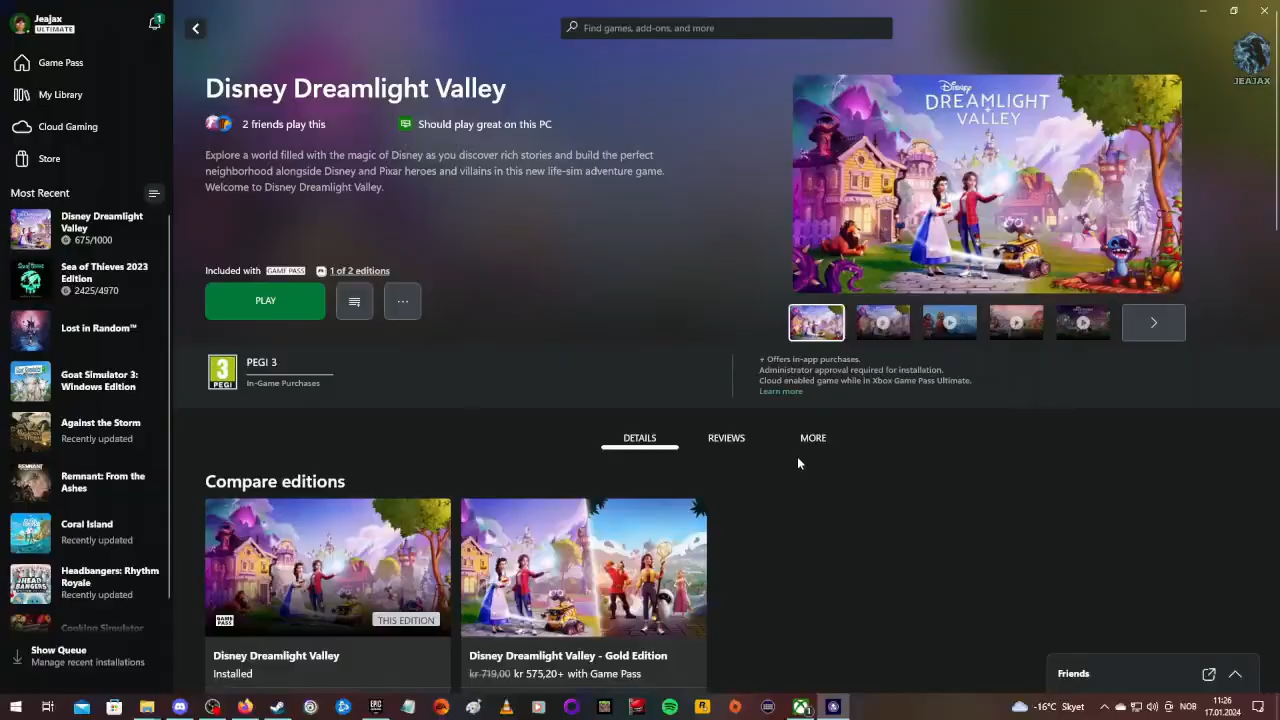 Jeajax
ULTIMATE
1
Game Pass
My Library
Cloud Gaming
Store
Most Recent
Disney Dreamlight
Valley
675/1000
Sea of Thieves 2023
Edition
2425/4970
Lost in Random™
Goat Simulator 3:
Windows Edition
Against the Storm
Recently updated
Remnant: From the
Ashes
Coral Island
Recently updated
Headbangers: Rhythm
Royale
Recently updated
Cooking Simulator
Show Queue
Manage recent installations
Find games, add-ons, and more
JEAJAX
Disney Dreamlight Valley
2 friends play this
Should play great on this PC
Explore a world filled with the magic of Disney as you discover rich stories and build the perfect
neighborhood alongside Disney and Pixar heroes and villains in this new life-sim adventure game.
Welcome to Disney Dreamlight Valley.
Included with GAME PASS 1 of 2 editions
PLAY
Disney
DREAMLIGHT
VALLEY
3
PEGI
PEGI 3
In-Game Purchases
+ Offers in-app purchases.
Administrator approval required for installation.
Cloud enabled game while in Xbox Game Pass Ultimate.
Learn more
DETAILS
REVIEWS
MORE
Compare editions
GAME
PASS
THIS EDITION
Disney Dreamlight Valley
Installed
Disney Dreamlight Valley - Gold Edition
kr 719,00 kr 575,20+ with Game Pass
Friends
-16°C Skyet
NOB
11:26
17.01.2024